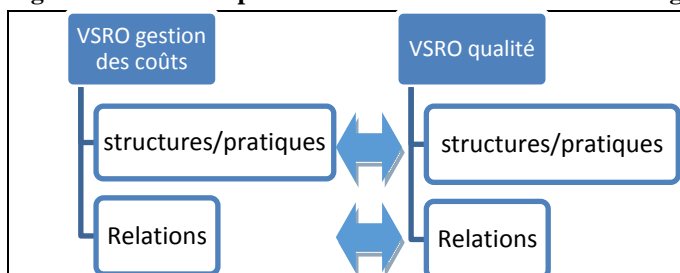 VSRO gestion
des coûts
VSRO qualité
structures/pratiques
structures/pratiques
Relations
Relations